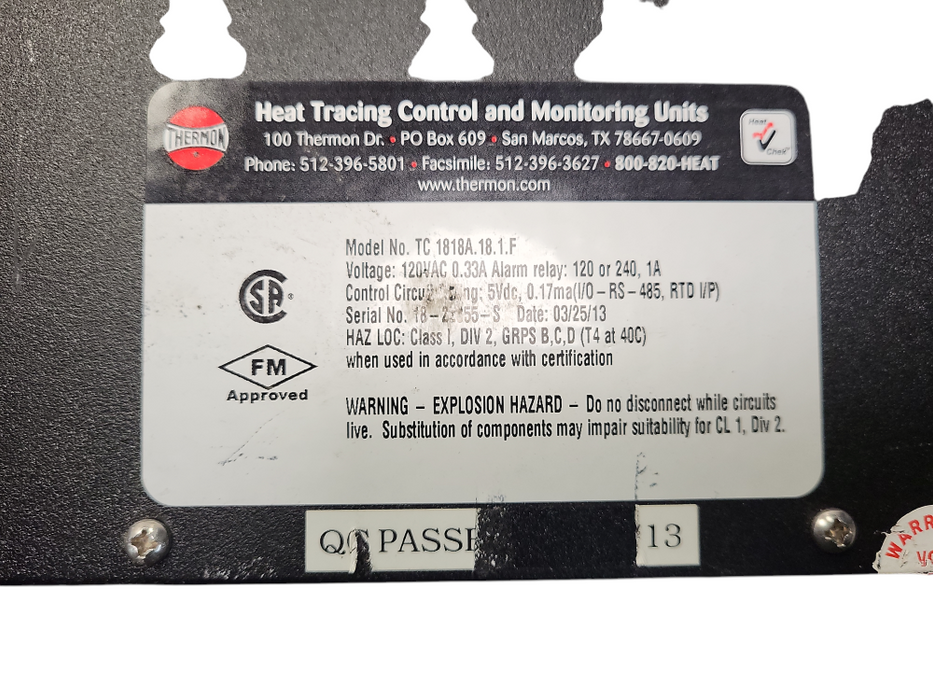 THERMON
Heat Tracing Control and Monitoring Units
100 Thermon Dr. • PO Box 609 • San Marcos, TX 78667-0609
Phone: 512-396-5801 • Facsimile: 512-396-3627 • 800-820-HEAT
www.thermon.com
Heat
Chek
Model No. TC 1818A.18.1.F
Voltage: 120VAC 0.33A Alarm relay: 120 or 240, 1A
Control 5Vdc, 0.17ma(I/O – RS – 485, RTD I/P)
Serial No. Date: 03/25/13
HAZ LOC: Class I, DIV 2, GRPS B,C,D (T4 at 40C)
when used in accordance with certification
SA
FM
Approved
WARNING – EXPLOSION HAZARD – Do no disconnect while circuits
live. Substitution of components may impair suitability for CL 1, Div 2.
QC 13